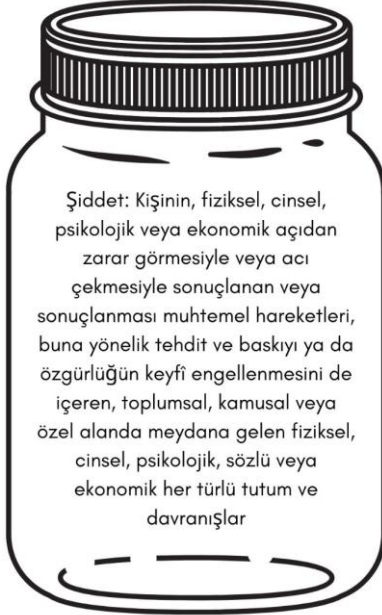 Şiddet: Kişinin, fiziksel, cinsel,
psikolojik veya ekonomik açıdan
zarar görmesiyle veya acı
çekmesiyle sonuçlanan veya
sonuçlanması muhtemel hareketleri,
buna yönelik tehdit ve baskıyı ya da
özgürlüğün keyfî engellenmesini de
içeren, toplumsal, kamusal veya
özel alanda meydana gelen fiziksel,
cinsel, psikolojik, sözlü veya
ekonomik her türlü tutum ve
davranışlar